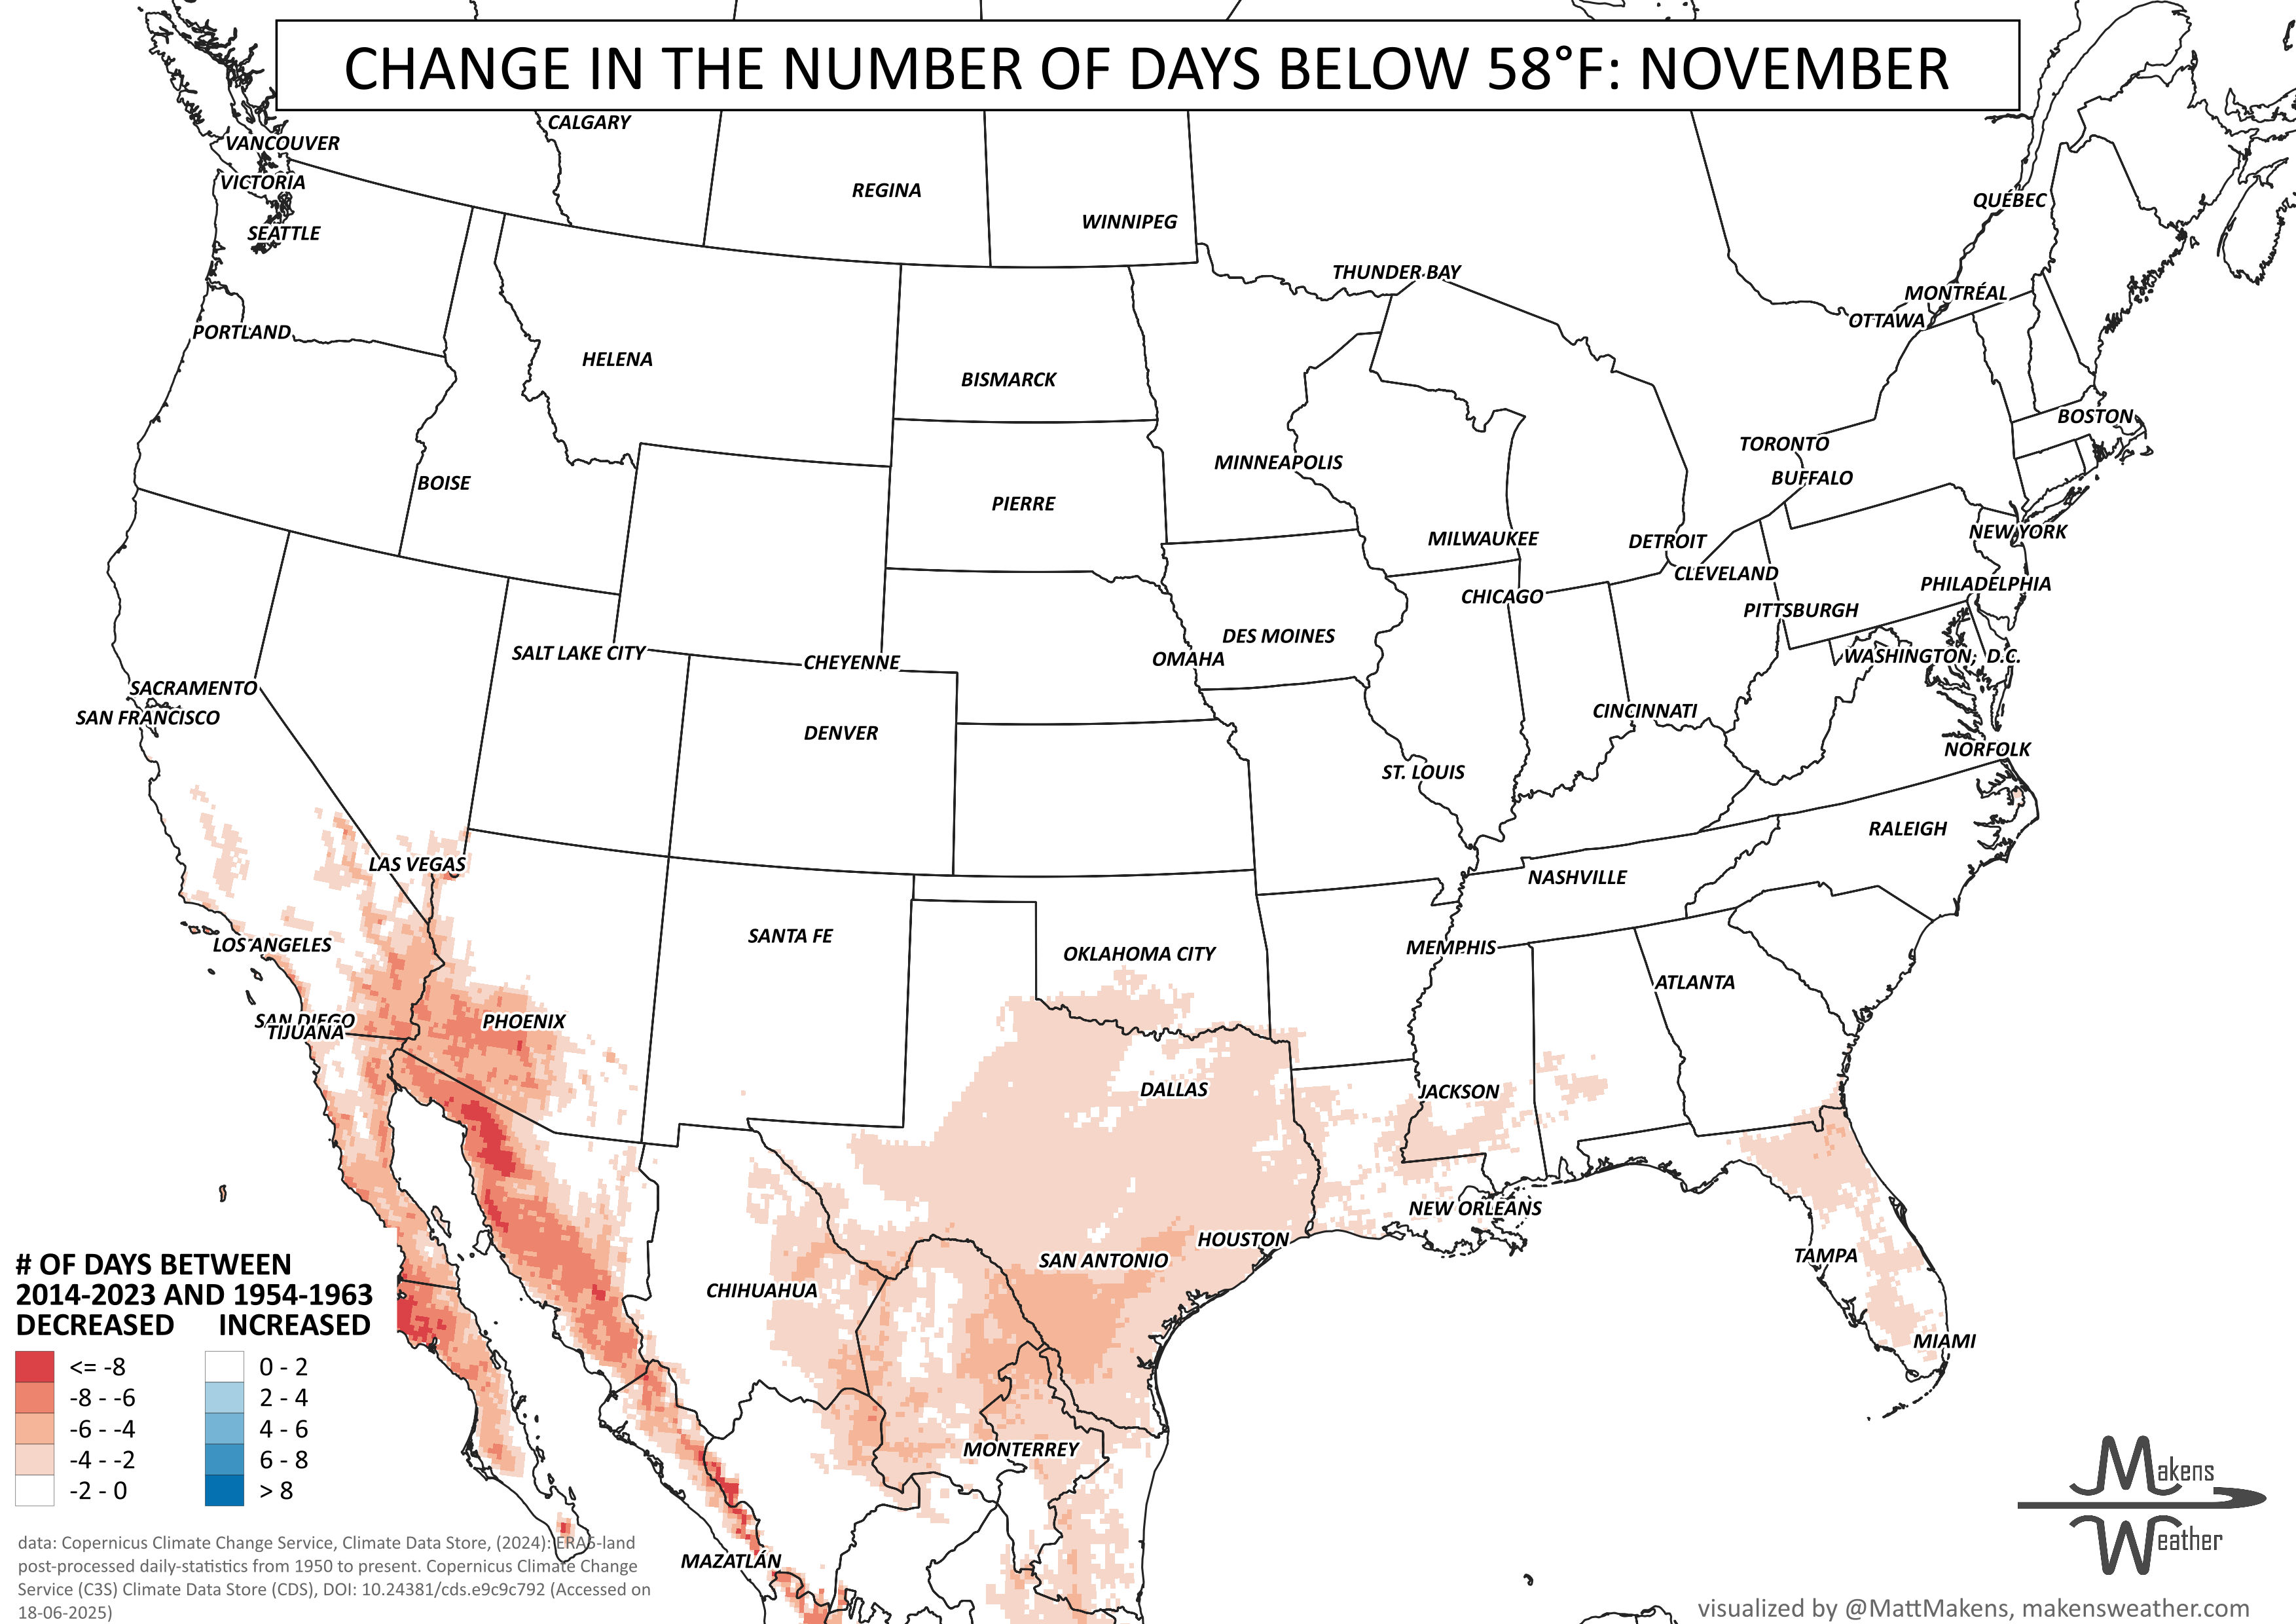 CHANGE IN THE NUMBER OF DAYS BELOW 58°F: NOVEMBER
CALGARY
VANCOUVER
VICTORIA
REGINA
QUÉBEC
WINNIPEG
SEATTLE
THUNDER BAY
MONTRÉAL
OTTAWA
PORTLAND
HELENA
BISMARCK
BOSTON
TORONTO
MINNEAPOLIS
BUFFALO
BOISE
PIERRE
NEW YORK
MILWAUKEE
DETROIT
CLEVELAND
PHILADELPHIA
CHICAGO
PITTSBURGH
DES MOINES
SALT LAKE CITY
OMAHA
WASHINGTON, D.C.
CHEYENNE
SACRAMENTO
CINCINNATI
SAN FRANCISCO
DENVER
NORFOLK
ST. LOUIS
RALEIGH
LAS VEGAS
NASHVILLE
SANTA FE
LOS ANGELES
MEMPHIS
OKLAHOMA CITY
ATLANTA
SAN DIEGO
PHOENIX
TIJUANA
DALLAS
JACKSON
NEW ORLEANS
HOUSTON
TAMPA
SAN ANTONIO
CHIHUAHUA
MIAMI
MONTERREY
MAZATLÁN
# OF DAYS BETWEEN
2014-2023 AND 1954-1963
DECREASED INCREASED
<= -8 0 - 2
-8 - -6 2 - 4
-6 - -4 4 - 6
-4 - -2 6 - 8
-2 - 0 > 8
data: Copernicus Climate Change Service, Climate Data Store, (2024): ERA5-land
post-processed daily-statistics from 1950 to present. Copernicus Climate Change
Service (C3S) Climate Data Store (CDS), DOI: 10.24381/cds.e9c9c792 (Accessed on
18-06-2025)
Makens
Weather
visualized by @MattMakens, makensweather.com